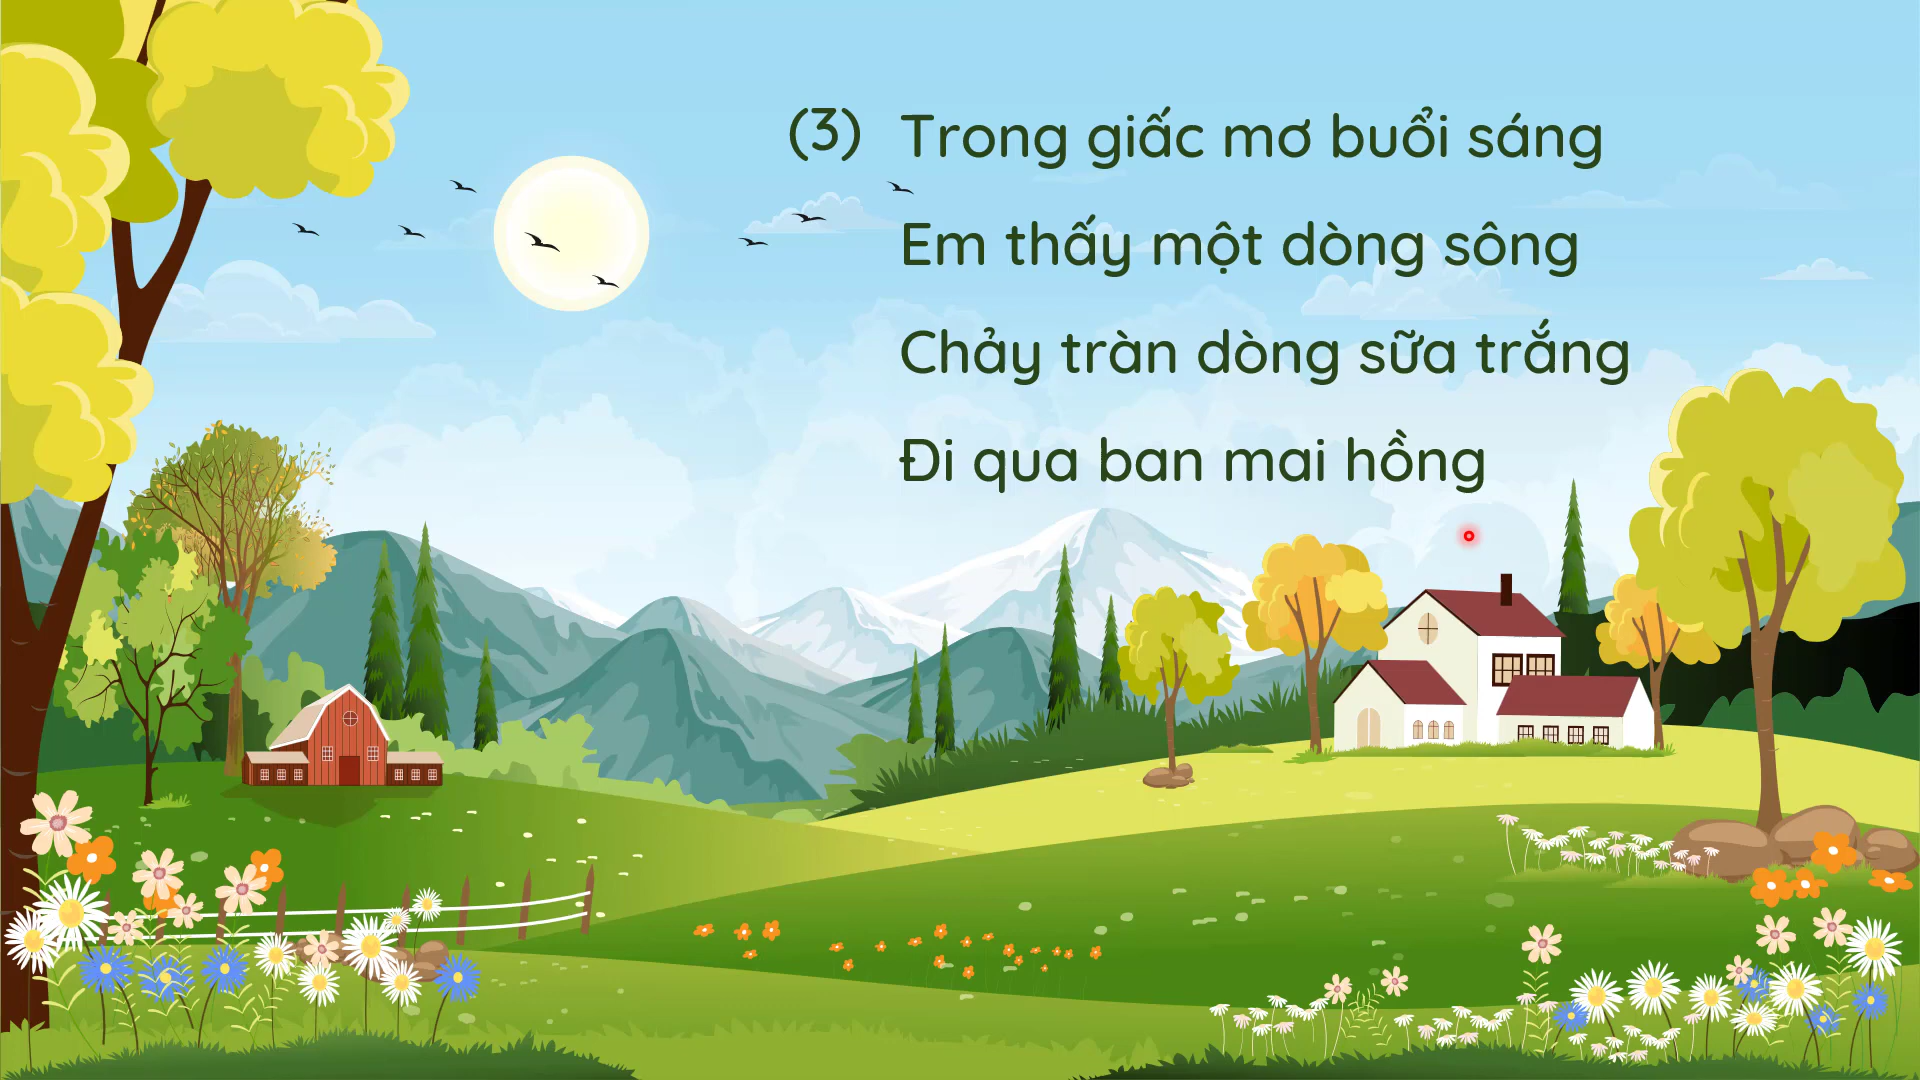 (3) Trong giấc mơ buổi sáng
Em thấy một dòng sông
Chảy tràn dòng sữa trắng
Đi qua ban mai hồng